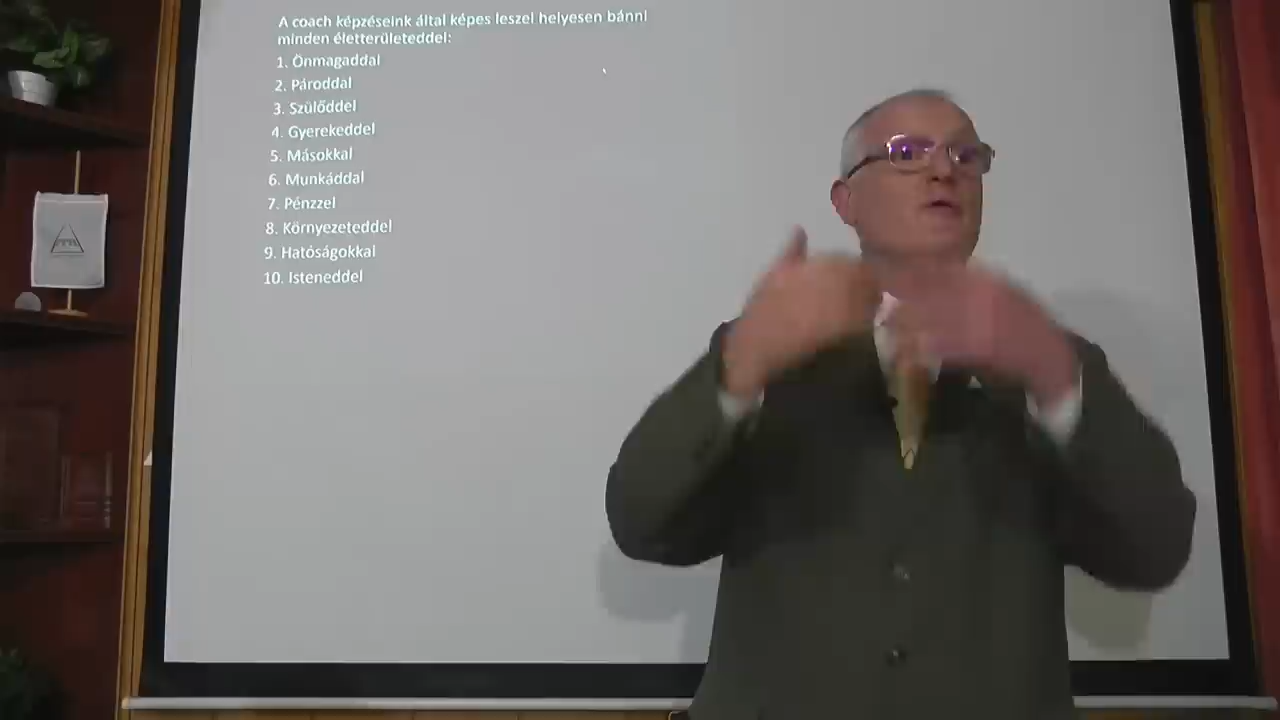 A coach képzéseink által képes leszel helyesen bánni
minden életterületeddel:
1. Önmagaddal
2. Pároddal
3. Szülőddel
4. Gyerekeddel
5. Másokkal
6. Munkáddal
7. Pénzzel
8. Környezeteddel
9. Hatóságokkal
10. Isteneddel